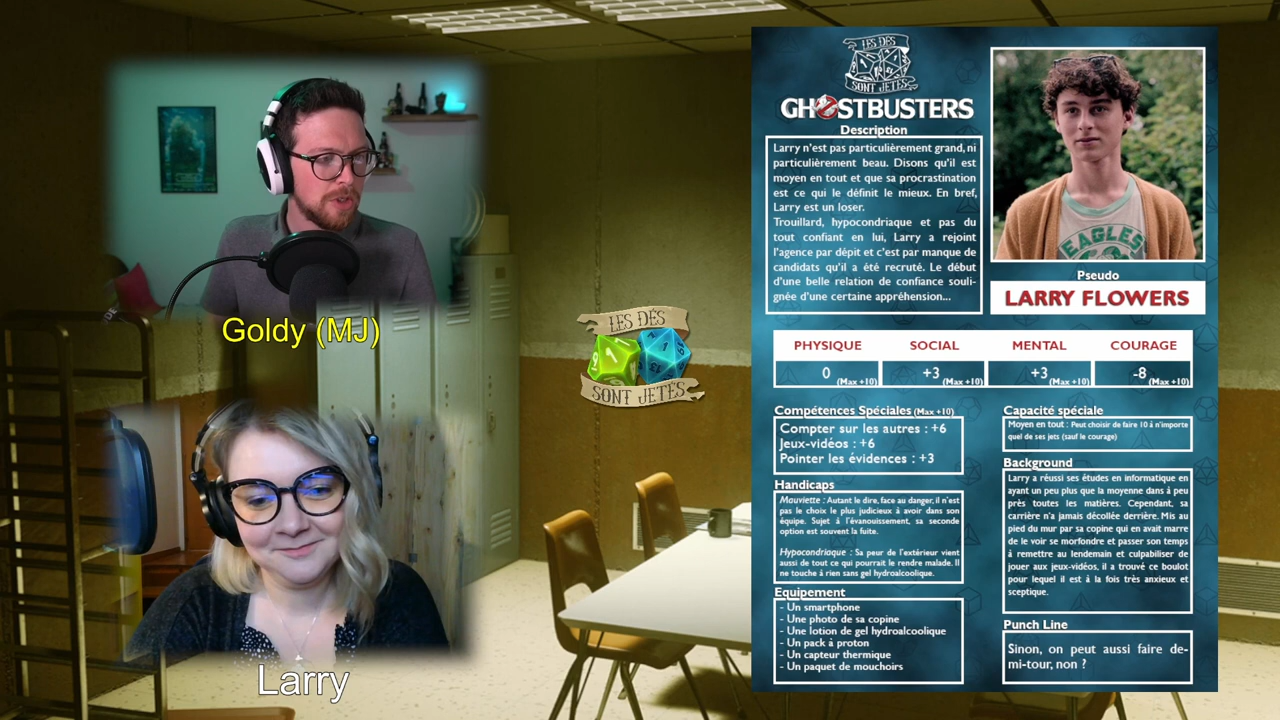 Goldy (MJ)
Larry
LES DÉS
SONT JETÉS
LES DÉS
SONT JETÉS
GHOSTBUSTERS
Description
Larry n'est pas particulièrement grand, ni
particulièrement beau. Disons qu'il est
moyen en tout et que sa procrastination
est ce qui le définit le mieux. En bref,
Larry est un loser.
Trouillard, hypocondriaque et pas du
tout confiant en lui, Larry a rejoint
l'agence par dépit et c'est par manque de
candidats qu'il a été recruté. Le début
d'une belle relation de confiance souli-
gnée d'une certaine appréhension...
EAGLES
Pseudo
LARRY FLOWERS
PHYSIQUE SOCIAL MENTAL COURAGE
0 (Max +10) +3 (Max +10) +3 (Max +10) -8 (Max +10)
Compétences Spéciales (Max +10)
Compter sur les autres : +6
Jeux-vidéos : +6
Pointer les évidences : +3
Handicaps
Mauviette : Autant le dire, face au danger, il n'est
pas le choix le plus judicieux à avoir dans son
équipe. Sujet à l'évanouissement, sa seconde
option est souvent la fuite.
Hypocondriaque : Sa peur de l'extérieur vient
aussi de tout ce qui pourrait le rendre malade. Il
ne touche à rien sans gel hydroalcoolique.
Equipement
- Un smartphone
- Une photo de sa copine
- Une lotion de gel hydroalcoolique
- Un pack à proton
- Un capteur thermique
- Un paquet de mouchoirs
Capacité spéciale
Moyen en tout : Peut choisir de faire 10 à n'importe
quel de ses jets (sauf le courage)
Background
Larry a réussi ses études en informatique en
ayant un peu plus que la moyenne dans à peu
près toutes les matières. Cependant, sa
carrière n'a jamais décollée derrière. Mis au
pied du mur par sa copine qui en avait marre
de le voir se morfondre et passer son temps
à remettre au lendemain et culpabiliser de
jouer aux jeux-vidéos, il a trouvé ce boulot
pour lequel il est à la fois très anxieux et
sceptique.
Punch Line
Sinon, on peut aussi faire de-
mi-tour, non ?